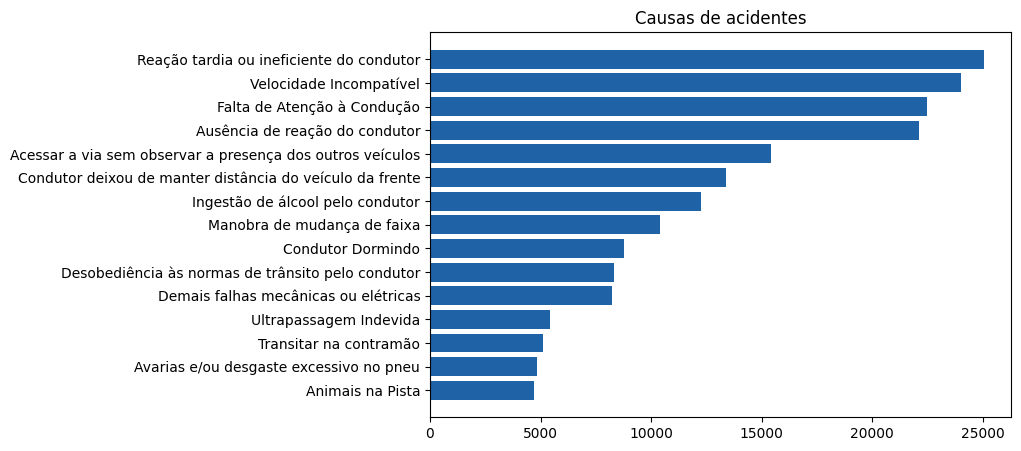 Causas de acidentes
Reação tardia ou ineficiente do condutor
Velocidade Incompatível
Falta de Atenção à Condução
Ausência de reação do condutor
Acessar a via sem observar a presença dos outros veículos
Condutor deixou de manter distância do veículo da frente
Ingestão de álcool pelo condutor
Manobra de mudança de faixa
Condutor Dormindo
Desobediência às normas de trânsito pelo condutor
Demais falhas mecânicas ou elétricas
Ultrapassagem Indevida
Transitar na contramão
Avarias e/ou desgaste excessivo no pneu
Animais na Pista
0 5000 10000 15000 20000 25000